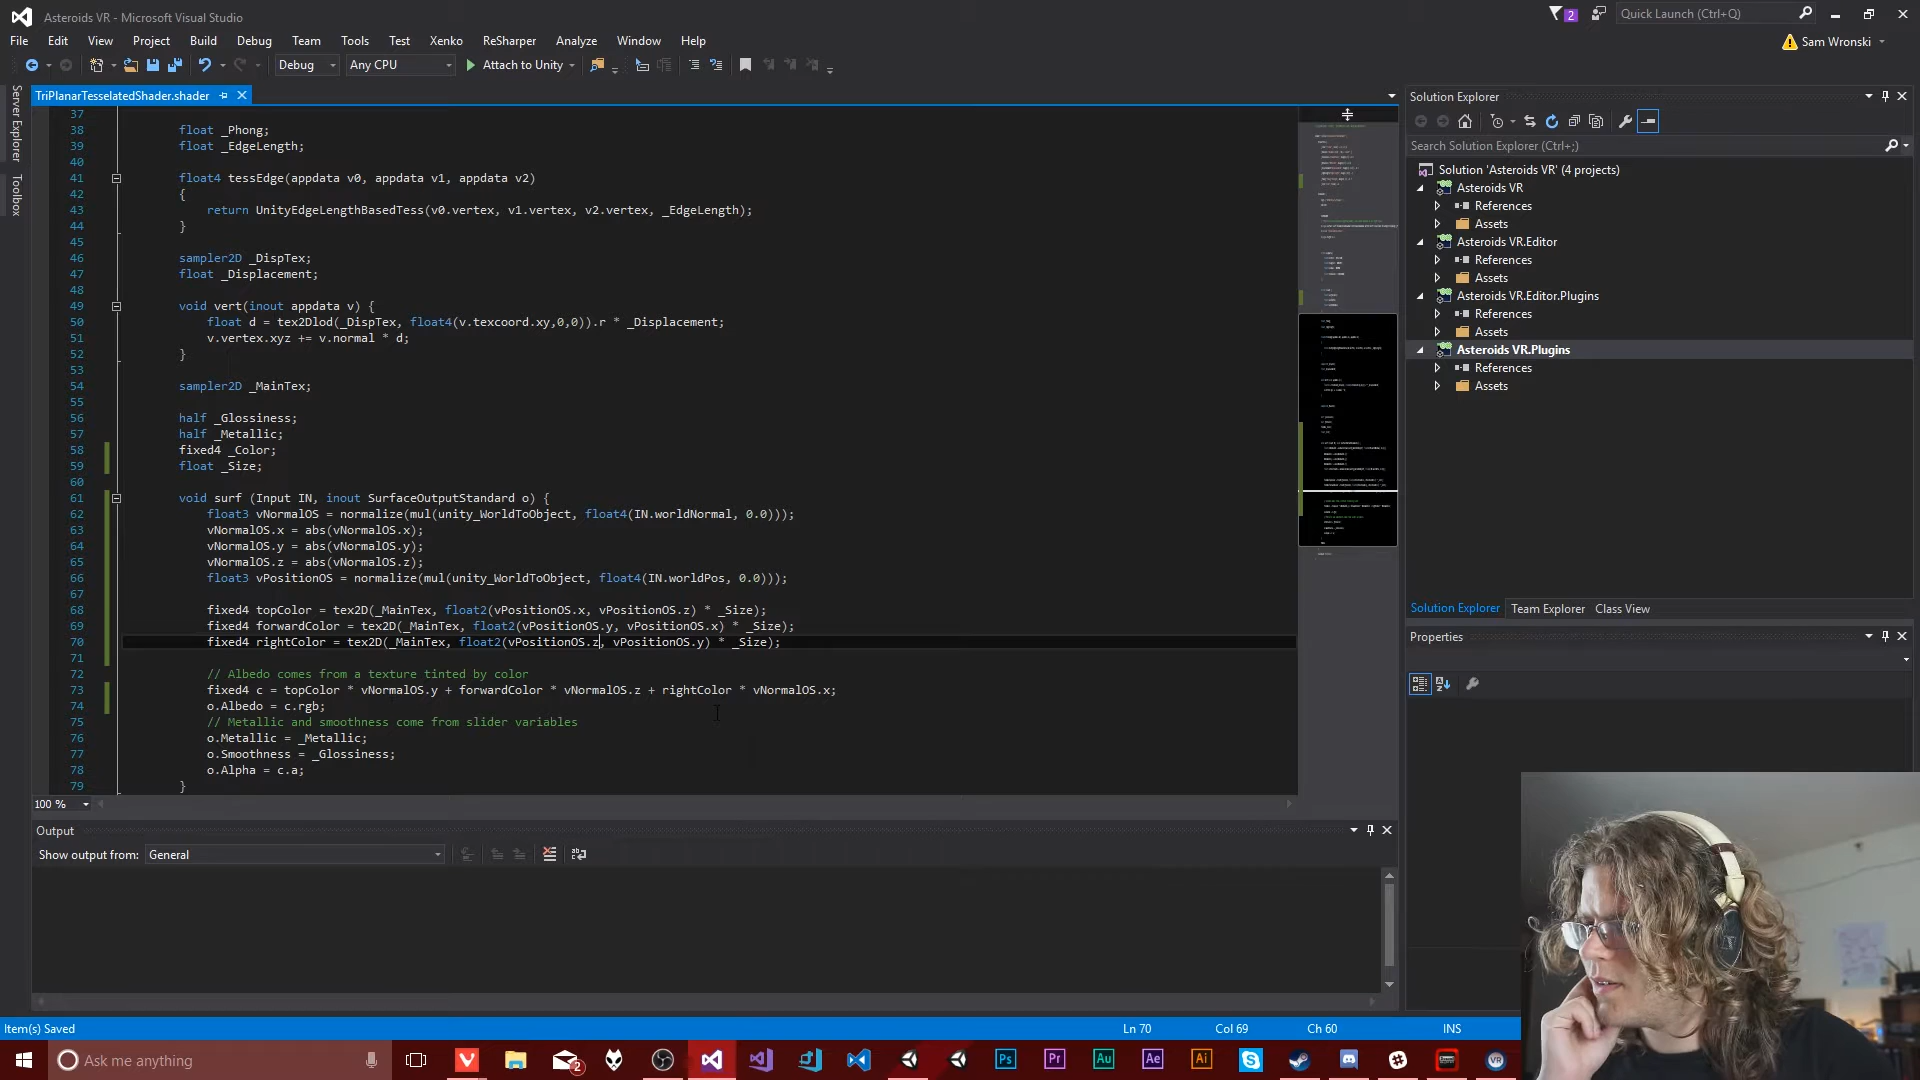 Asteroids VR - Microsoft Visual Studio
2
Quick Launch (Ctrl+Q)
File Edit View Project Build Debug Team Tools Test Xenko ReSharper Analyze Window Help
Sam Wronski
Debug Any CPU Attach to Unity
Server Explorer
Toolbox
TriPlanarTesselatedShader.shader
37
38 float _Phong;
39 float _EdgeLength;
40
41 float4 tessEdge(appdata v0, appdata v1, appdata v2)
42 {
43 return UnityEdgeLengthBasedTess(v0.vertex, v1.vertex, v2.vertex, _EdgeLength);
44 }
45
46 sampler2D _DispTex;
47 float _Displacement;
48
49 void vert(inout appdata v) {
50 float d = tex2Dlod(_DispTex, float4(v.texcoord.xy,0,0)).r * _Displacement;
51 v.vertex.xyz += v.normal * d;
52 }
53
54 sampler2D _MainTex;
55
56 half _Glossiness;
57 half _Metallic;
58 fixed4 _Color;
59 float _Size;
60
61 void surf (Input IN, inout SurfaceOutputStandard o) {
62 float3 vNormalOS = normalize(mul(unity_WorldToObject, float4(IN.worldNormal, 0.0)));
63 vNormalOS.x = abs(vNormalOS.x);
64 vNormalOS.y = abs(vNormalOS.y);
65 vNormalOS.z = abs(vNormalOS.z);
66 float3 vPositionOS = normalize(mul(unity_WorldToObject, float4(IN.worldPos, 0.0)));
67
68 fixed4 topColor = tex2D(_MainTex, float2(vPositionOS.x, vPositionOS.z) * _Size);
69 fixed4 forwardColor = tex2D(_MainTex, float2(vPositionOS.y, vPositionOS.x) * _Size);
70 fixed4 rightColor = tex2D(_MainTex, float2(vPositionOS.z, vPositionOS.y) * _Size);
71
72 // Albedo comes from a texture tinted by color
73 fixed4 c = topColor * vNormalOS.y + forwardColor * vNormalOS.z + rightColor * vNormalOS.x;
74 o.Albedo = c.rgb;
75 // Metallic and smoothness come from slider variables
76 o.Metallic = _Metallic;
77 o.Smoothness = _Glossiness;
78 o.Alpha = c.a;
79 }
100 %
Output
Show output from: General
Solution Explorer
Search Solution Explorer (Ctrl+;)
Solution 'Asteroids VR' (4 projects)
Asteroids VR
References
Assets
Asteroids VR.Editor
References
Assets
Asteroids VR.Editor.Plugins
References
Assets
Asteroids VR.Plugins
References
Assets
Solution Explorer Team Explorer Class View
Properties
Item(s) Saved Ln 70 Col 69 Ch 60 INS
Ask me anything
2
Ps Pr Au Ae Ai